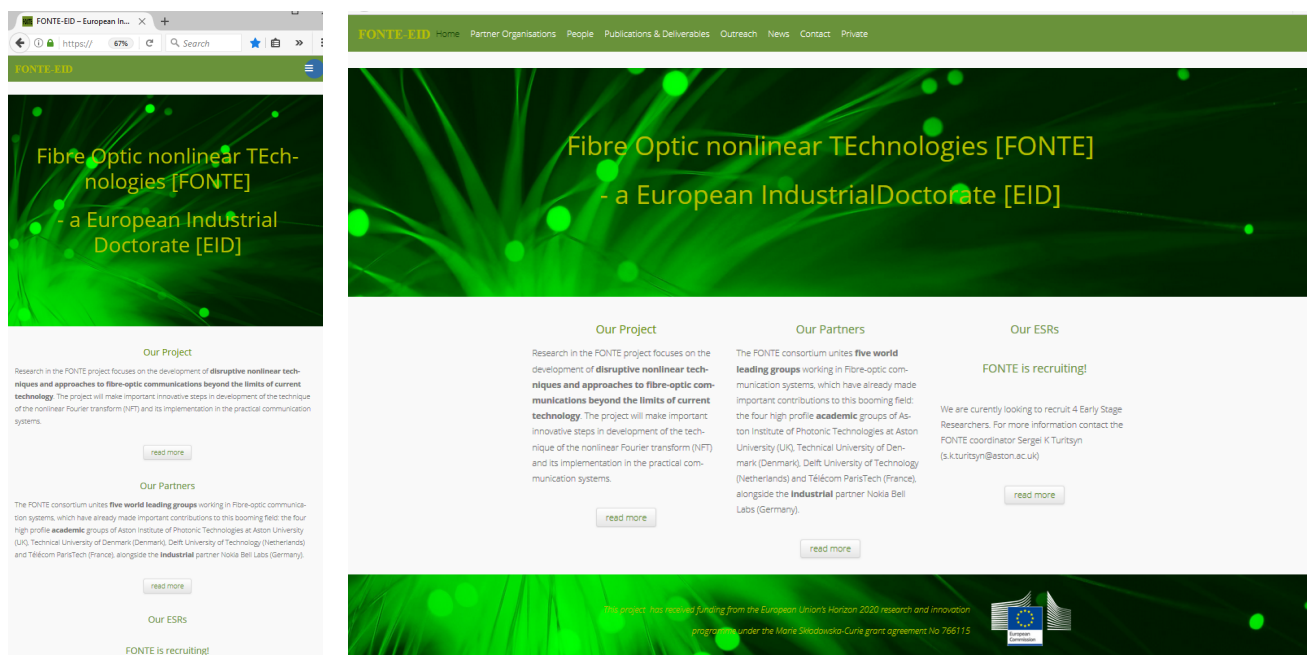 FONTE-EID – European In...
https://
67%
Search
FONTE-EID
Fibre Optic nonlinear TEch-
nologies [FONTE]
- a European Industrial
Doctorate [EID]
Our Project
Research in the FONTE project focuses on the development of disruptive nonlinear tech-
niques and approaches to fibre-optic communications beyond the limits of current
technology. The project will make important innovative steps in development of the technique
of the nonlinear Fourier transform (NFT) and its implementation in the practical communication
systems.
read more
Our Partners
The FONTE consortium unites five world leading groups working in Fibre-optic communica-
tion systems, which have already made important contributions to this booming field: the four
high profile academic groups of Aston Institute of Photonic Technologies at Aston University
(UK), Technical University of Denmark (Denmark), Delft University of Technology (Netherlands)
and Télécom ParisTech (France), alongside the industrial partner Nokia Bell Labs (Germany).
read more
Our ESRs
FONTE is recruiting!
FONTE-EID Home Partner Organisations People Publications & Deliverables Outreach News Contact Private
Fibre Optic nonlinear TEchnologies [FONTE]
- a European IndustrialDoctorate [EID]
Our Project
Research in the FONTE project focuses on the
development of disruptive nonlinear tech-
niques and approaches to fibre-optic com-
munications beyond the limits of current
technology. The project will make important
innovative steps in development of the tech-
nique of the nonlinear Fourier transform (NFT)
and its implementation in the practical com-
munication systems.
read more
Our Partners
The FONTE consortium unites five world
leading groups working in Fibre-optic com-
munication systems, which have already made
important contributions to this booming field:
the four high profile academic groups of As-
ton Institute of Photonic Technologies at Aston
University (UK), Technical University of Den-
mark (Denmark), Delft University of Technology
(Netherlands) and Télécom ParisTech (France),
alongside the industrial partner Nokia Bell
Labs (Germany).
read more
Our ESRs
FONTE is recruiting!
We are curently looking to recruit 4 Early Stage
Researchers. For more information contact the
FONTE coordinator Sergei K Turitsyn
(s.k.turitsyn@aston.ac.uk)
read more
This project has received funding from the European Union's Horizon 2020 research and innovation
programme under the Marie Skłodowska-Curie grant agreement No 766115
European
Commission